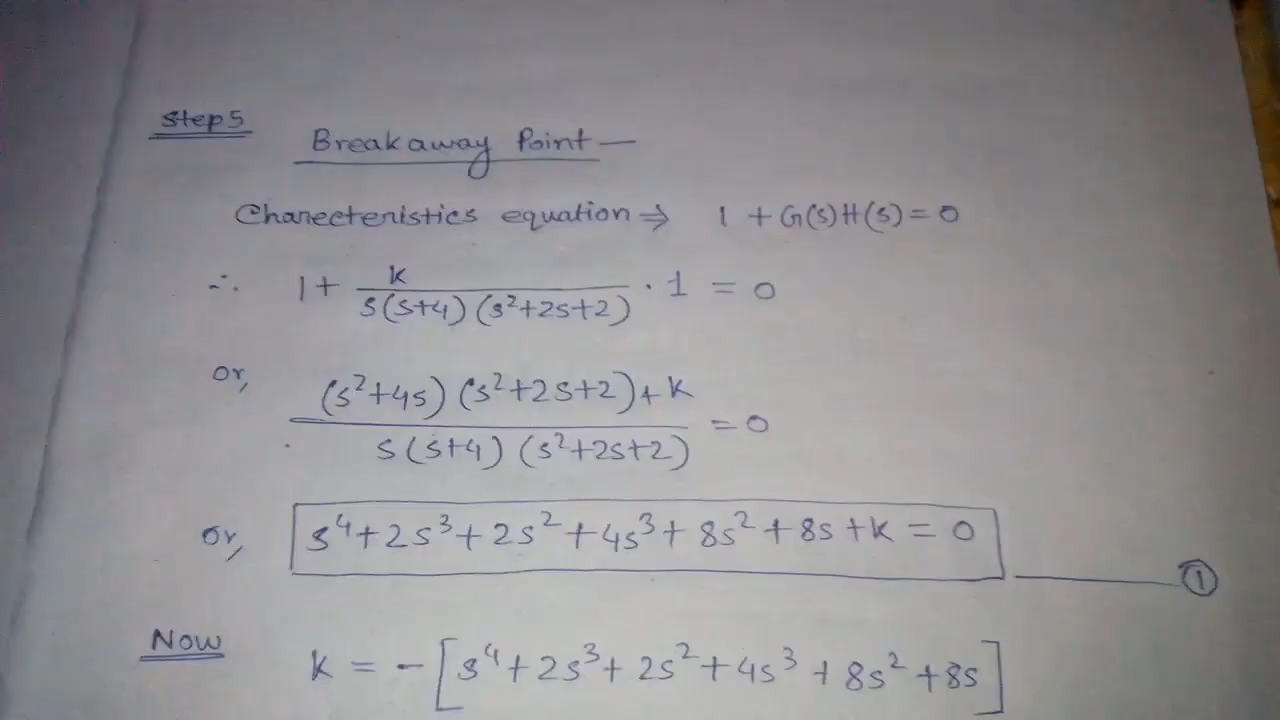 Step 5
Breakaway Point —
Charecteristics equation ⇒ 1 + G(s)H(s) = 0
∴ 1 + k / s(s+4)(s²+2s+2) · 1 = 0
or, (s²+4s)(s²+2s+2)+k / s(s+4)(s²+2s+2) = 0
or, s⁴+2s³+2s²+4s³+8s²+8s+k = 0 ——— ①
Now k = -[s⁴+2s³+2s²+4s³+8s²+8s]